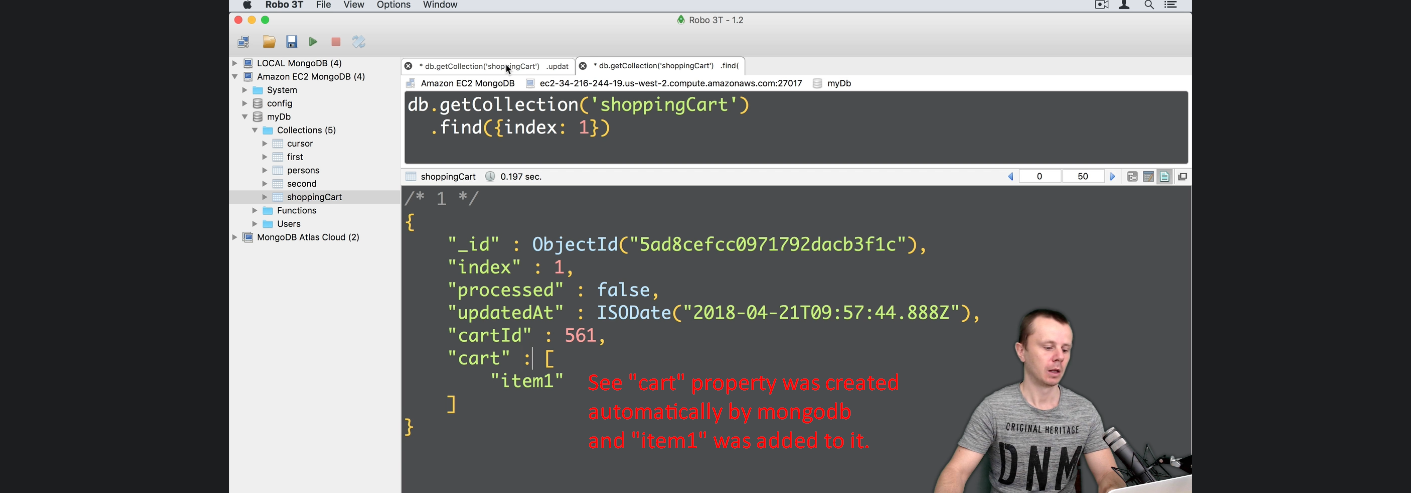 Robo 3T File View Options Window
Robo 3T - 1.2
LOCAL MongoDB (4)
Amazon EC2 MongoDB (4)
System
config
myDb
Collections (5)
cursor
first
persons
second
shoppingCart
Functions
Users
MongoDB Atlas Cloud (2)
* db.getCollection('shoppingCart') .updat
* db.getCollection('shoppingCart') .find(
Amazon EC2 MongoDB ec2-34-216-244-19.us-west-2.compute.amazonaws.com:27017 myDb
db.getCollection('shoppingCart')
.find({index: 1})
shoppingCart 0.197 sec. 0 50
/* 1 */
{
"_id" : ObjectId("5ad8cefcc0971792dacb3f1c"),
"index" : 1,
"processed" : false,
"updatedAt" : ISODate("2018-04-21T09:57:44.888Z"),
"cartId" : 561,
"cart" : [
"item1"
]
}
See "cart" property was created
automatically by mongodb
and "item1" was added to it.
ORIGINAL HERITAGE
DNM